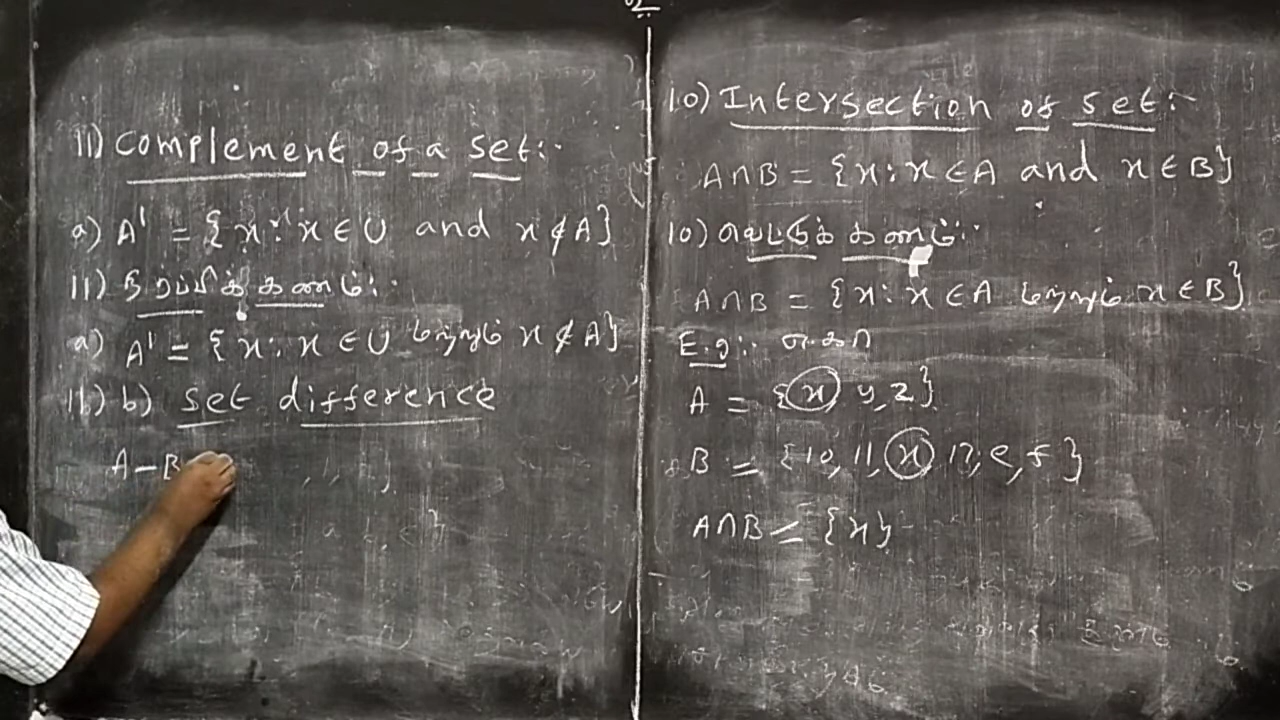 11) Complement of a set:-
a) A' = {x : x ∈ U and x ∉ A}
11) நிரப்பிக் கணம்:-
a) A' = {x : x ∈ U மற்றும் x ∉ A}
11) b) set difference
A - B
10) Intersection of set:-
A∩B = {x : x ∈ A and x ∈ B}
10) வெட்டுக் கணம்:-
A∩B = {x : x ∈ A மற்றும் x ∈ B}
E.g:- எ.கா
A = {x, y, z}
B = {10, 11, x, 12, e, f}
A∩B = {x}